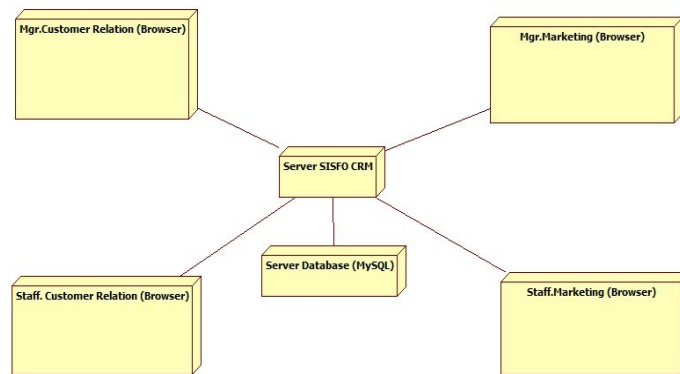 Mgr.Customer Relation (Browser)
Mgr.Marketing (Browser)
Server SISFO CRM
Server Database (MySQL)
Staff. Customer Relation (Browser)
Staff.Marketing (Browser)